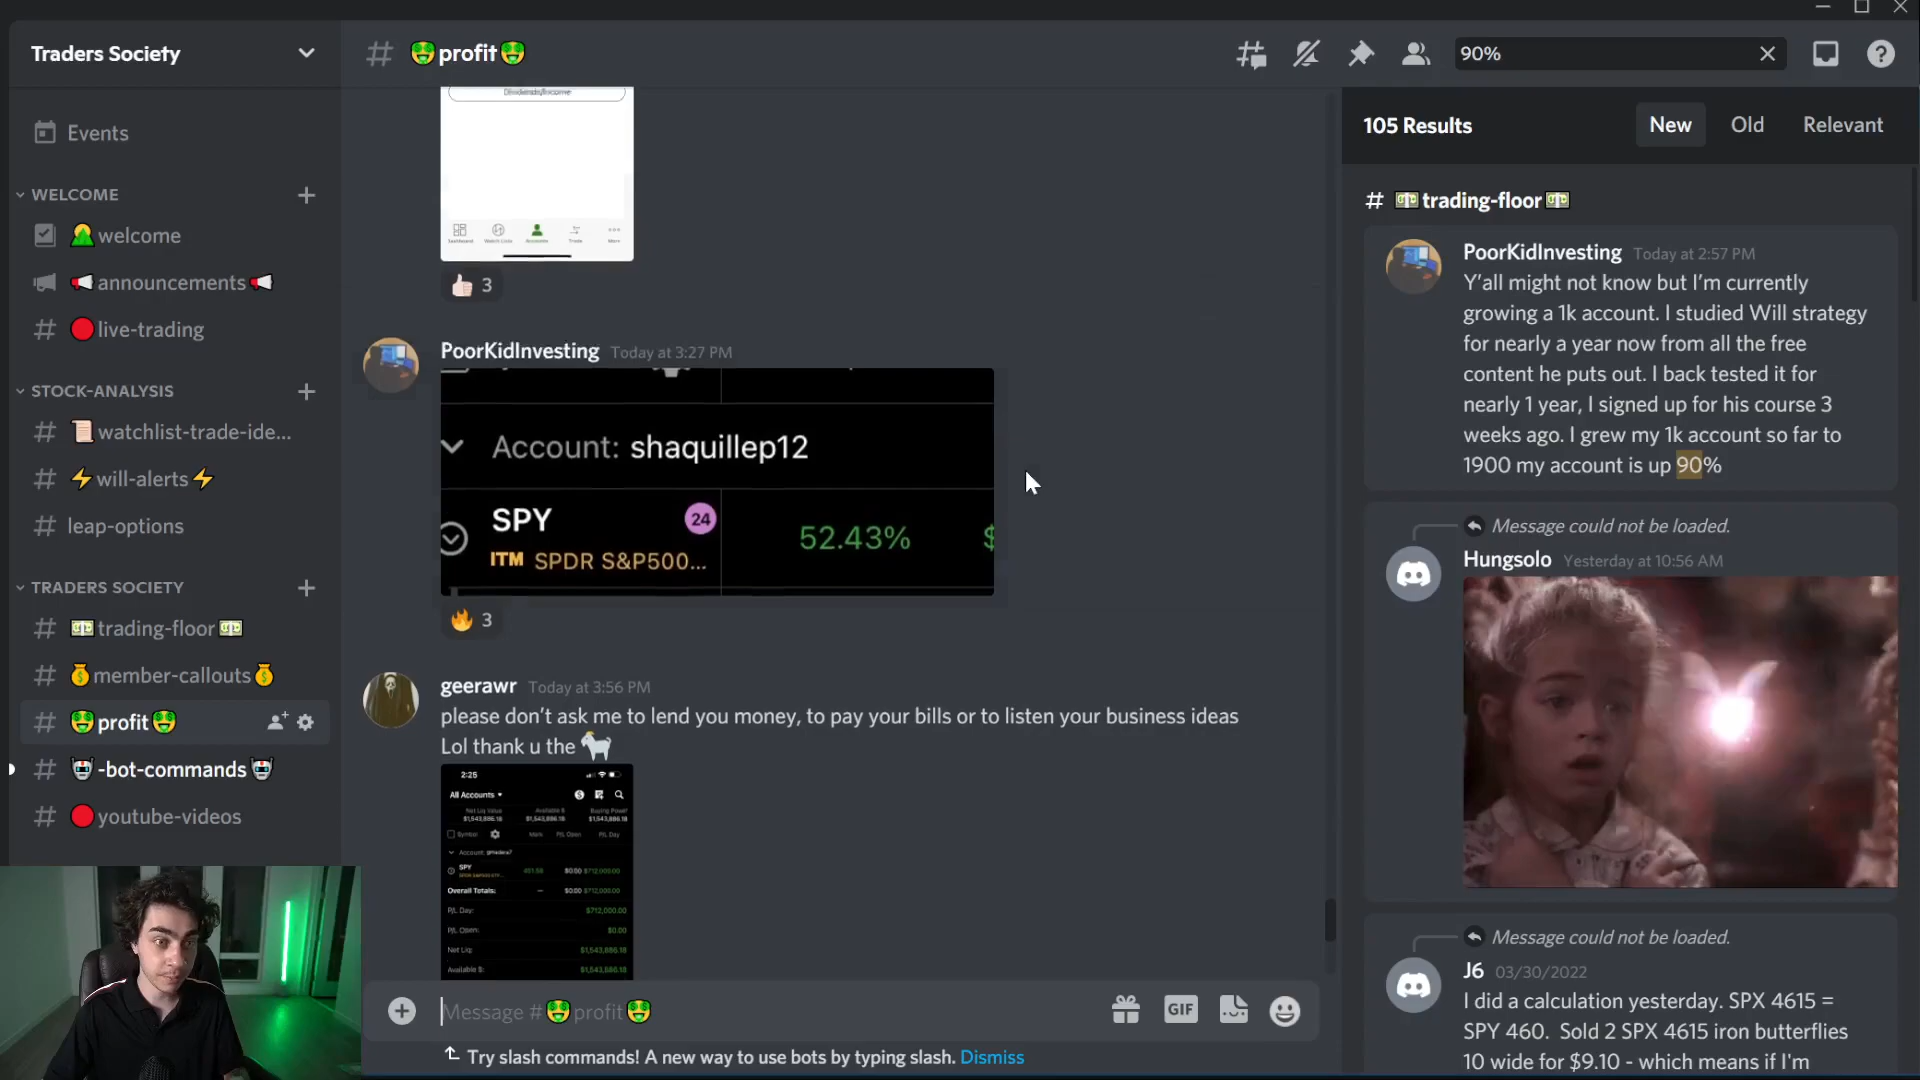 Traders Society
Events
WELCOME
welcome
announcements
live-trading
STOCK-ANALYSIS
watchlist-trade-ide...
will-alerts
leap-options
TRADERS SOCIETY
trading-floor
member-callouts
profit
-bot-commands
youtube-videos
profit
90%
Dividends/Income
Dashboard Watch Lists Accounts Trade More
3
PoorKidInvesting Today at 3:27 PM
Account: shaquillep12
SPY 24 52.43% $
ITM SPDR S&P500...
3
geerawr Today at 3:56 PM
please don't ask me to lend you money, to pay your bills or to listen your business ideas
Lol thank u the
2:25
All Accounts
Net Liq Value Available $ Buying Power
$1,543,886.18 $1,543,886.18 $1,543,886.18
Symbol Mark P/L Open P/L Day
Account:
SPY $0.00 $712,000.00
Overall Totals: $0.00 $712,000.00
P/L Day: $712,000.00
P/L Open: $0.00
Net Liq: $1,543,886.18
Available $: $1,543,886.18
Message # profit
GIF
Try slash commands! A new way to use bots by typing slash. Dismiss
105 Results New Old Relevant
# trading-floor
PoorKidInvesting Today at 2:57 PM
Y'all might not know but I'm currently
growing a 1k account. I studied Will strategy
for nearly a year now from all the free
content he puts out. I back tested it for
nearly 1 year, I signed up for his course 3
weeks ago. I grew my 1k account so far to
1900 my account is up 90%
Message could not be loaded.
Hungsolo Yesterday at 10:56 AM
Message could not be loaded.
J6 03/30/2022
I did a calculation yesterday. SPX 4615 =
SPY 460. Sold 2 SPX 4615 iron butterflies
10 wide for $9.10 - which means if I'm